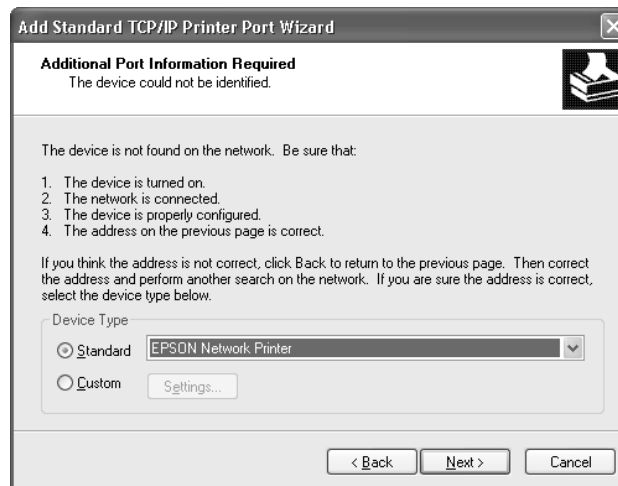 Add Standard TCP/IP Printer Port Wizard
Additional Port Information Required
The device could not be identified.
The device is not found on the network.  Be sure that:
1.  The device is turned on.
2.  The network is connected.
3.  The device is properly configured.
4.  The address on the previous page is correct.
If you think the address is not correct, click Back to return to the previous page.  Then correct
the address and perform another search on the network.  If you are sure the address is correct,
select the device type below.
Device Type
Standard EPSON Network Printer
Custom Settings...
< Back Next > Cancel